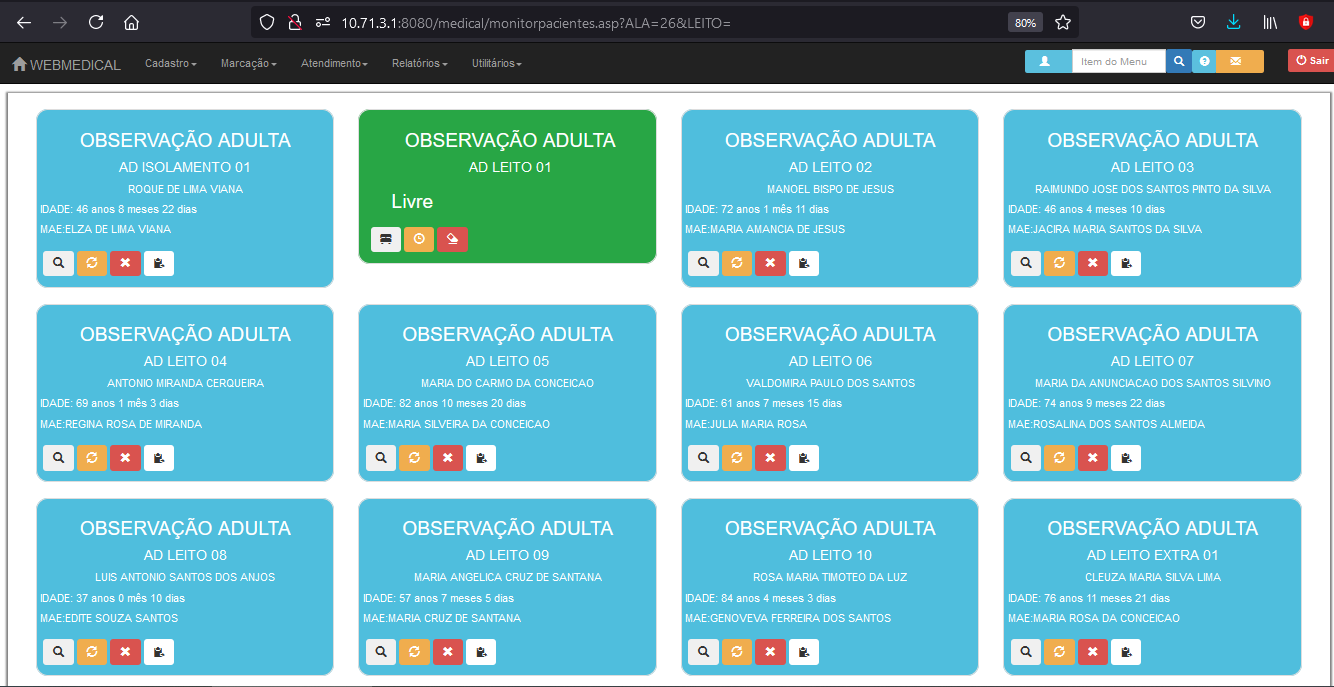 10.71.3.1:8080/medical/monitorpacientes.asp?ALA=26&LEITO=
80%
WEBMEDICAL Cadastro Marcação Atendimento Relatórios Utilitários Item do Menu Sair
OBSERVAÇÃO ADULTA
AD ISOLAMENTO 01
ROQUE DE LIMA VIANA
IDADE: 46 anos 8 meses 22 dias
MAE:ELZA DE LIMA VIANA
OBSERVAÇÃO ADULTA
AD LEITO 01
Livre
OBSERVAÇÃO ADULTA
AD LEITO 02
MANOEL BISPO DE JESUS
IDADE: 72 anos 1 mês 11 dias
MAE:MARIA AMANCIA DE JESUS
OBSERVAÇÃO ADULTA
AD LEITO 03
RAIMUNDO JOSE DOS SANTOS PINTO DA SILVA
IDADE: 46 anos 4 meses 10 dias
MAE:JACIRA MARIA SANTOS DA SILVA
OBSERVAÇÃO ADULTA
AD LEITO 04
ANTONIO MIRANDA CERQUEIRA
IDADE: 69 anos 1 mês 3 dias
MAE:REGINA ROSA DE MIRANDA
OBSERVAÇÃO ADULTA
AD LEITO 05
MARIA DO CARMO DA CONCEICAO
IDADE: 82 anos 10 meses 20 dias
MAE:MARIA SILVEIRA DA CONCEICAO
OBSERVAÇÃO ADULTA
AD LEITO 06
VALDOMIRA PAULO DOS SANTOS
IDADE: 61 anos 7 meses 15 dias
MAE:JULIA MARIA ROSA
OBSERVAÇÃO ADULTA
AD LEITO 07
MARIA DA ANUNCIACAO DOS SANTOS SILVINO
IDADE: 74 anos 9 meses 22 dias
MAE:ROSALINA DOS SANTOS ALMEIDA
OBSERVAÇÃO ADULTA
AD LEITO 08
LUIS ANTONIO SANTOS DOS ANJOS
IDADE: 37 anos 0 mês 10 dias
MAE:EDITE SOUZA SANTOS
OBSERVAÇÃO ADULTA
AD LEITO 09
MARIA ANGELICA CRUZ DE SANTANA
IDADE: 57 anos 7 meses 5 dias
MAE:MARIA CRUZ DE SANTANA
OBSERVAÇÃO ADULTA
AD LEITO 10
ROSA MARIA TIMOTEO DA LUZ
IDADE: 84 anos 4 meses 3 dias
MAE:GENOVEVA FERREIRA DOS SANTOS
OBSERVAÇÃO ADULTA
AD LEITO EXTRA 01
CLEUZA MARIA SILVA LIMA
IDADE: 76 anos 11 meses 21 dias
MAE:MARIA ROSA DA CONCEICAO